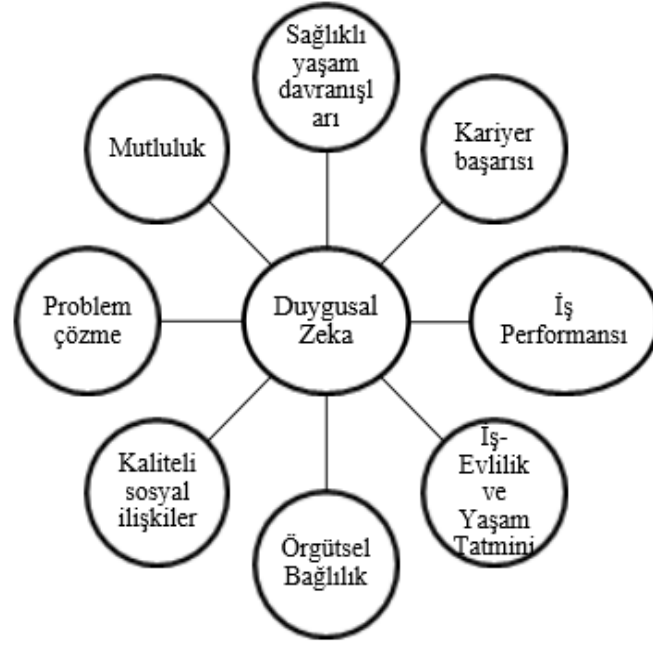 Sağlıklı
yaşam
davranışl
arı
Mutluluk
Kariyer
başarısı
Problem
çözme
Duygusal
Zeka
İş
Performansı
Kaliteli
sosyal
ilişkiler
İş-
Evlilik
ve
Yaşam
Tatmini
Örgütsel
Bağlılık